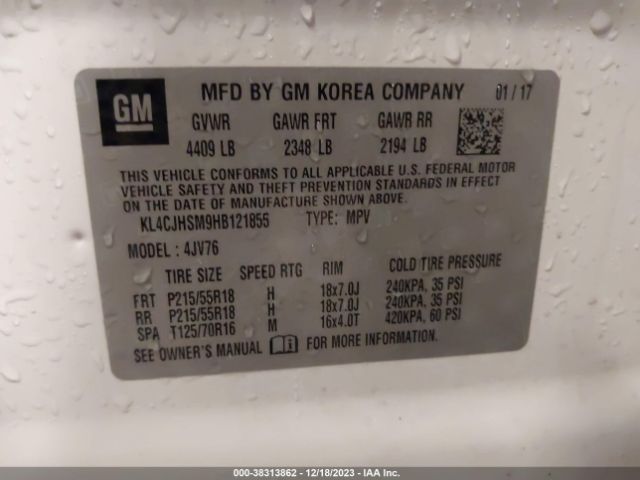 GM
MFD BY GM KOREA COMPANY 01 / 17
GVWR GAWR FRT GAWR RR
4409 LB 2348 LB 2194 LB
THIS VEHICLE CONFORMS TO ALL APPLICABLE U.S. FEDERAL MOTOR
VEHICLE SAFETY AND THEFT PREVENTION STANDARDS IN EFFECT
ON THE DATE OF MANUFACTURE SHOWN ABOVE.
KL4CJHSM9HB121855 TYPE: MPV
MODEL : 4JV76
TIRE SIZE SPEED RTG RIM COLD TIRE PRESSURE
FRT P215/55R18 H 18x7.0J 240KPA, 35 PSI
RR P215/55R18 H 18x7.0J 240KPA, 35 PSI
SPA T125/70R16 M 16x4.0T 420KPA, 60 PSI
SEE OWNER'S MANUAL FOR MORE INFORMATION.
000-38313862 - 12/18/2023 - IAA Inc.